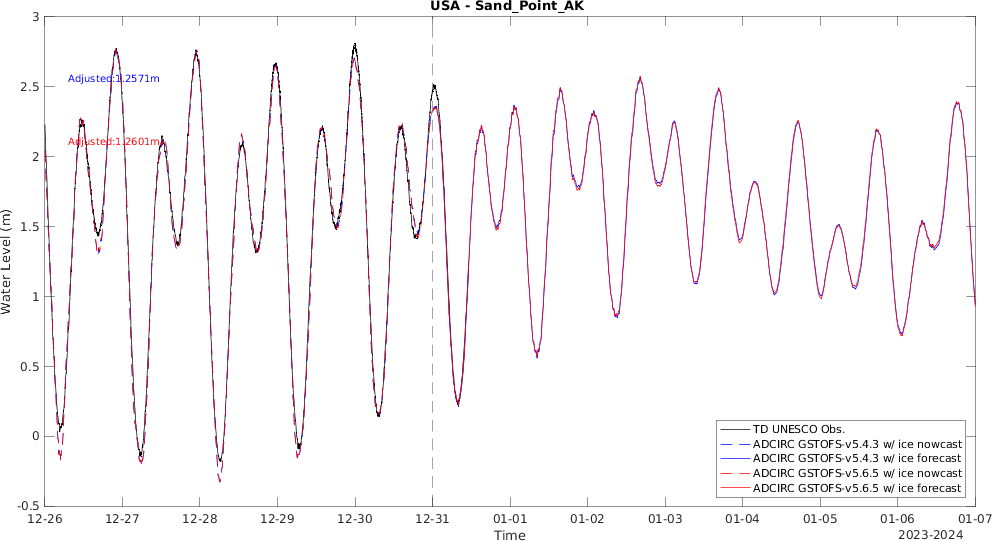 USA - Sand_Point_AK
3
2.5
2
1.5
1
0.5
0
-0.5
Water Level (m)
Adjusted:1.2571m
Adjusted:1.2601m
TD UNESCO Obs.
ADCIRC GSTOFS-v5.4.3 w/ ice nowcast
ADCIRC GSTOFS-v5.4.3 w/ ice forecast
ADCIRC GSTOFS-v5.6.5 w/ ice nowcast
ADCIRC GSTOFS-v5.6.5 w/ ice forecast
12-26 12-27 12-28 12-29 12-30 12-31 01-01 01-02 01-03 01-04 01-05 01-06 01-07
Time
2023-2024